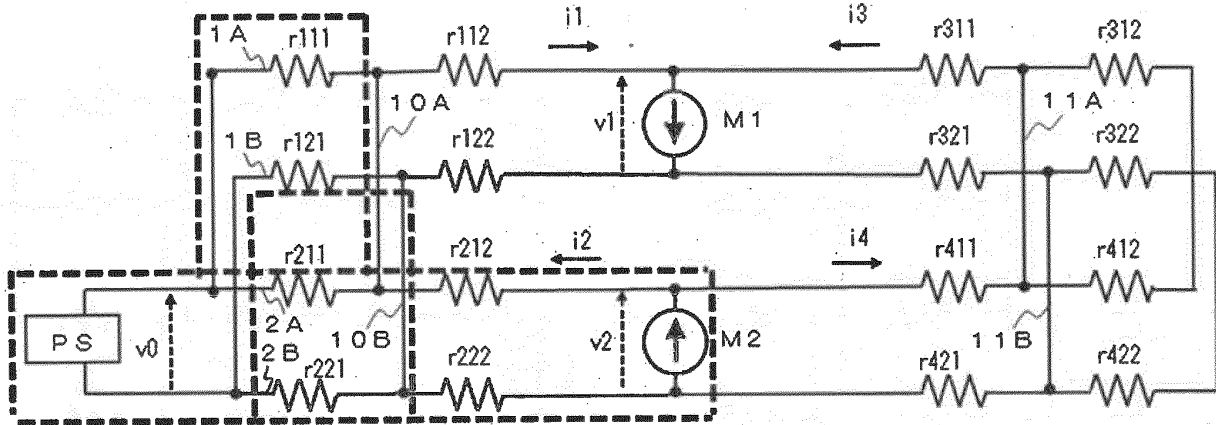 i1 i3
1A r111 r112 r311 r312
10A v1 M1 11A
1B r121 r122 r321 r322
r211 r212 i2 i4 r411 r412
PS v0 2A 10B v2 M2 11B
2B r221 r222 r421 r422